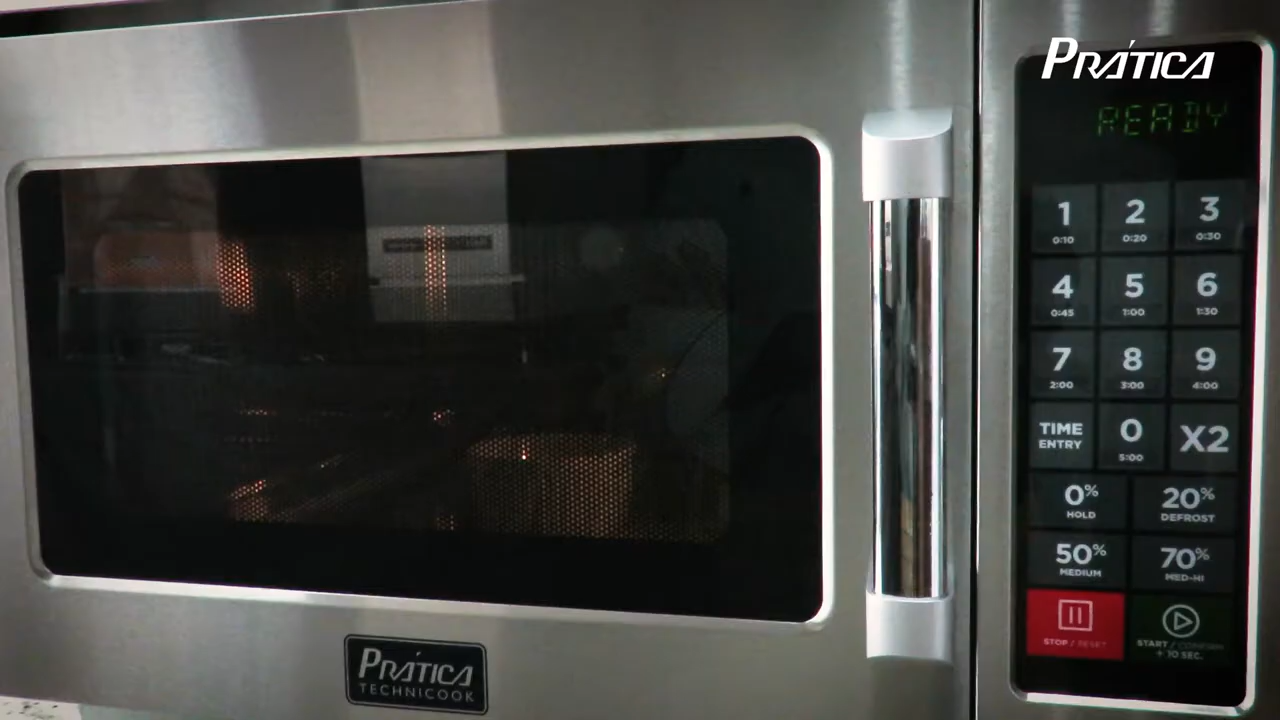 PRÁTICA
READY
1 2 3
0:10 0:20 0:30
4 5 6
0:45 1:00 1:30
7 8 9
2:00 3:00 4:00
TIME ENTRY 0 X2
5:00
0% 20%
HOLD DEFROST
50% 70%
MEDIUM MED-HI
STOP / RESET START / CONFIRM
+ 10 SEC.
PRÁTICA
TECHNICOOK